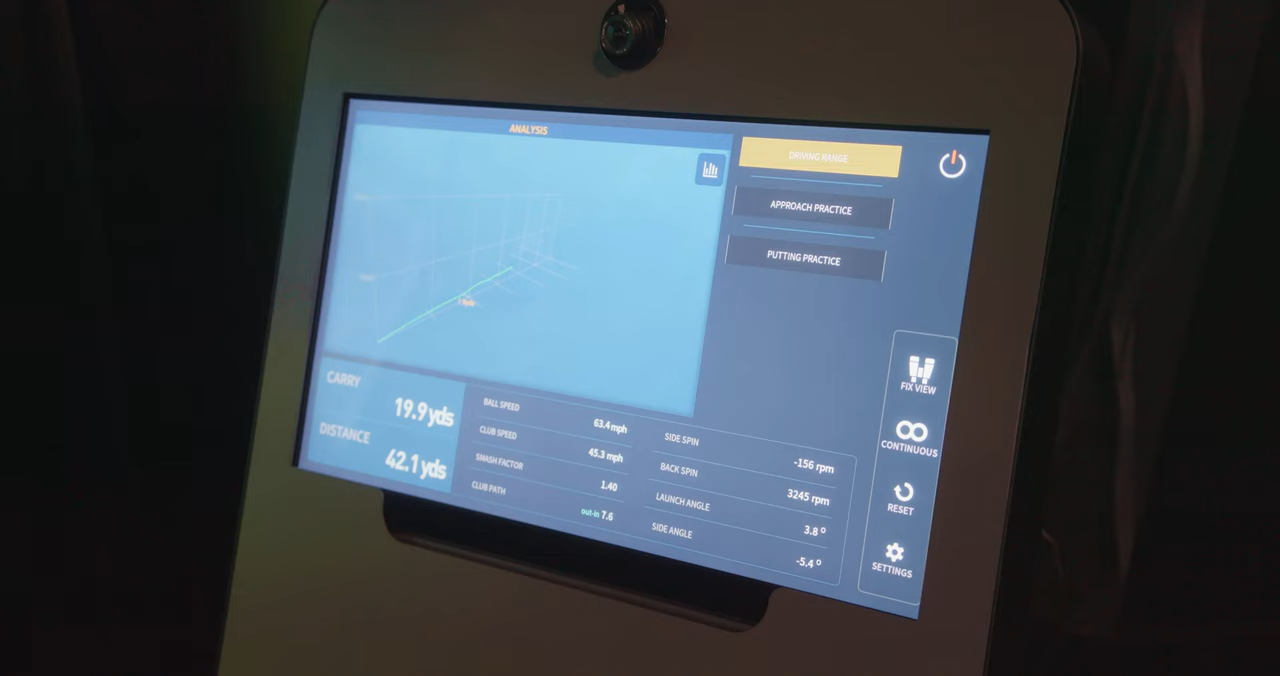 ANALYSIS
DRIVING RANGE
APPROACH PRACTICE
PUTTING PRACTICE
CARRY
19.9 yds
DISTANCE
42.1 yds
BALL SPEED
63.4 mph
CLUB SPEED
45.3 mph
SMASH FACTOR
1.40
CLUB PATH
out-in 7.6
SIDE SPIN
-156 rpm
BACK SPIN
3245 rpm
LAUNCH ANGLE
3.8 º
SIDE ANGLE
-5.4 º
FIX VIEW
CONTINUOUS
RESET
SETTINGS